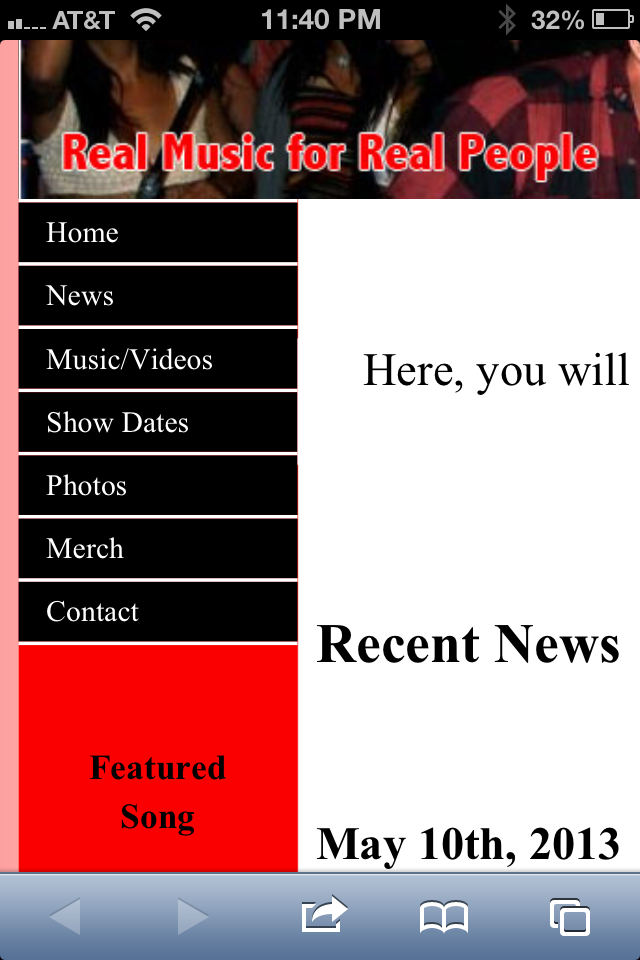 AT&T 11:40 PM 32%
Real Music for Real People
Home
News
Music/Videos
Show Dates
Photos
Merch
Contact
Featured
Song
Here, you will
Recent News
May 10th, 2013